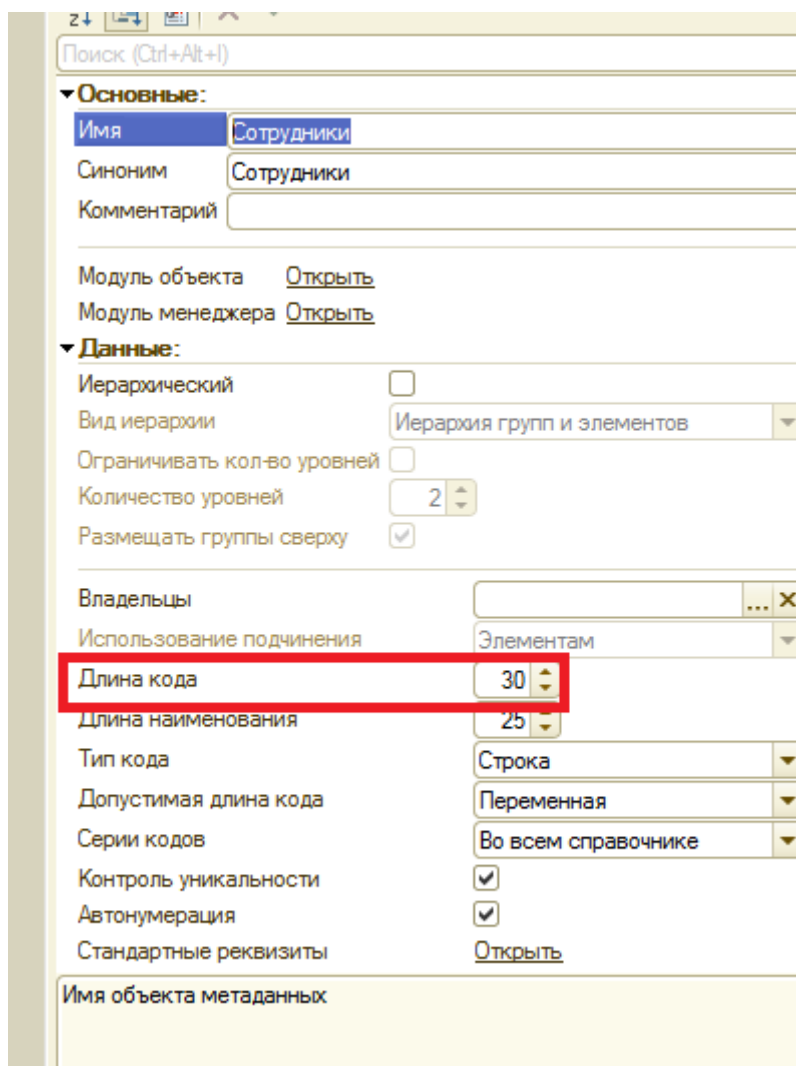 Поиск (Ctrl+Alt+I)
Основные:
Имя Сотрудники
Синоним Сотрудники
Комментарий
Модуль объекта Открыть
Модуль менеджера Открыть
Данные:
Иерархический
Вид иерархии Иерархия групп и элементов
Ограничивать кол-во уровней
Количество уровней 2
Размещать группы сверху
Владельцы ...
Использование подчинения Элементам
Длина кода 30
Длина наименования 25
Тип кода Строка
Допустимая длина кода Переменная
Серии кодов Во всем справочнике
Контроль уникальности
Автонумерация
Стандартные реквизиты Открыть
Имя объекта метаданных